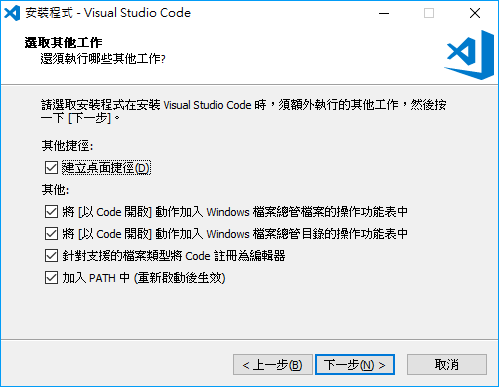 安裝程式 - Visual Studio Code
選取其他工作
還須執行哪些其他工作?
請選取安裝程式在安裝 Visual Studio Code 時，須額外執行的其他工作，然後按
一下 [下一步]。
其他捷徑:
建立桌面捷徑(D)
其他:
將 [以 Code 開啟] 動作加入 Windows 檔案總管檔案的操作功能表中
將 [以 Code 開啟] 動作加入 Windows 檔案總管目錄的操作功能表中
針對支援的檔案類型將 Code 註冊為編輯器
加入 PATH 中 (重新啟動後生效)
< 上一步(B) 下一步(N) > 取消